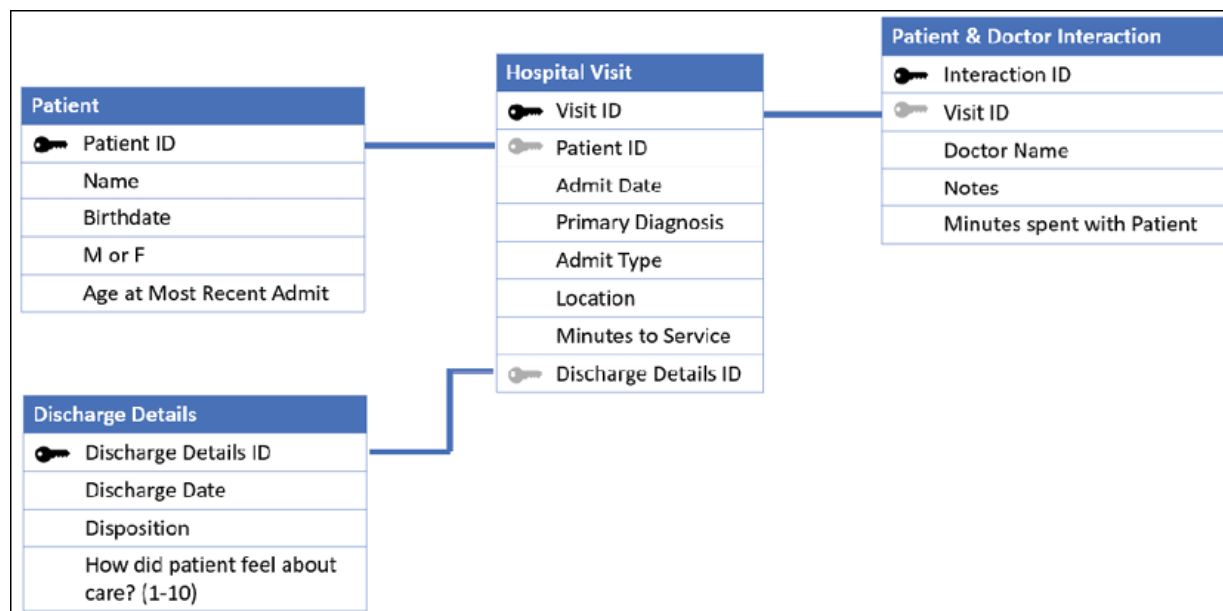 Patient
Patient ID
Name
Birthdate
M or F
Age at Most Recent Admit
Discharge Details
Discharge Details ID
Discharge Date
Disposition
How did patient feel about
care? (1-10)
Hospital Visit
Visit ID
Patient ID
Admit Date
Primary Diagnosis
Admit Type
Location
Minutes to Service
Discharge Details ID
Patient & Doctor Interaction
Interaction ID
Visit ID
Doctor Name
Notes
Minutes spent with Patient